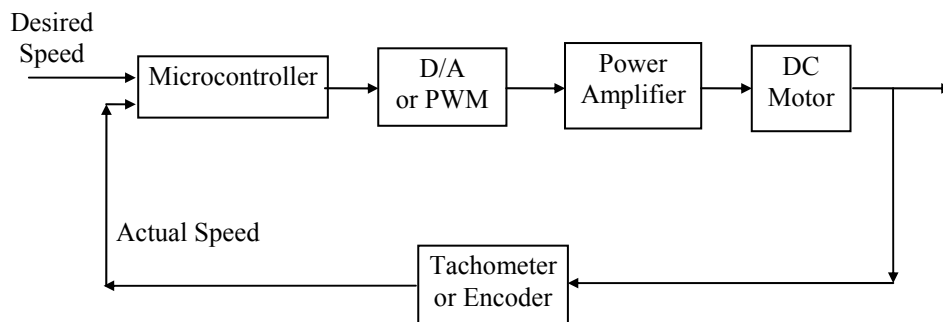 Desired
Speed
Microcontroller
D/A
or PWM
Power
Amplifier
DC
Motor
Actual Speed
Tachometer
or Encoder